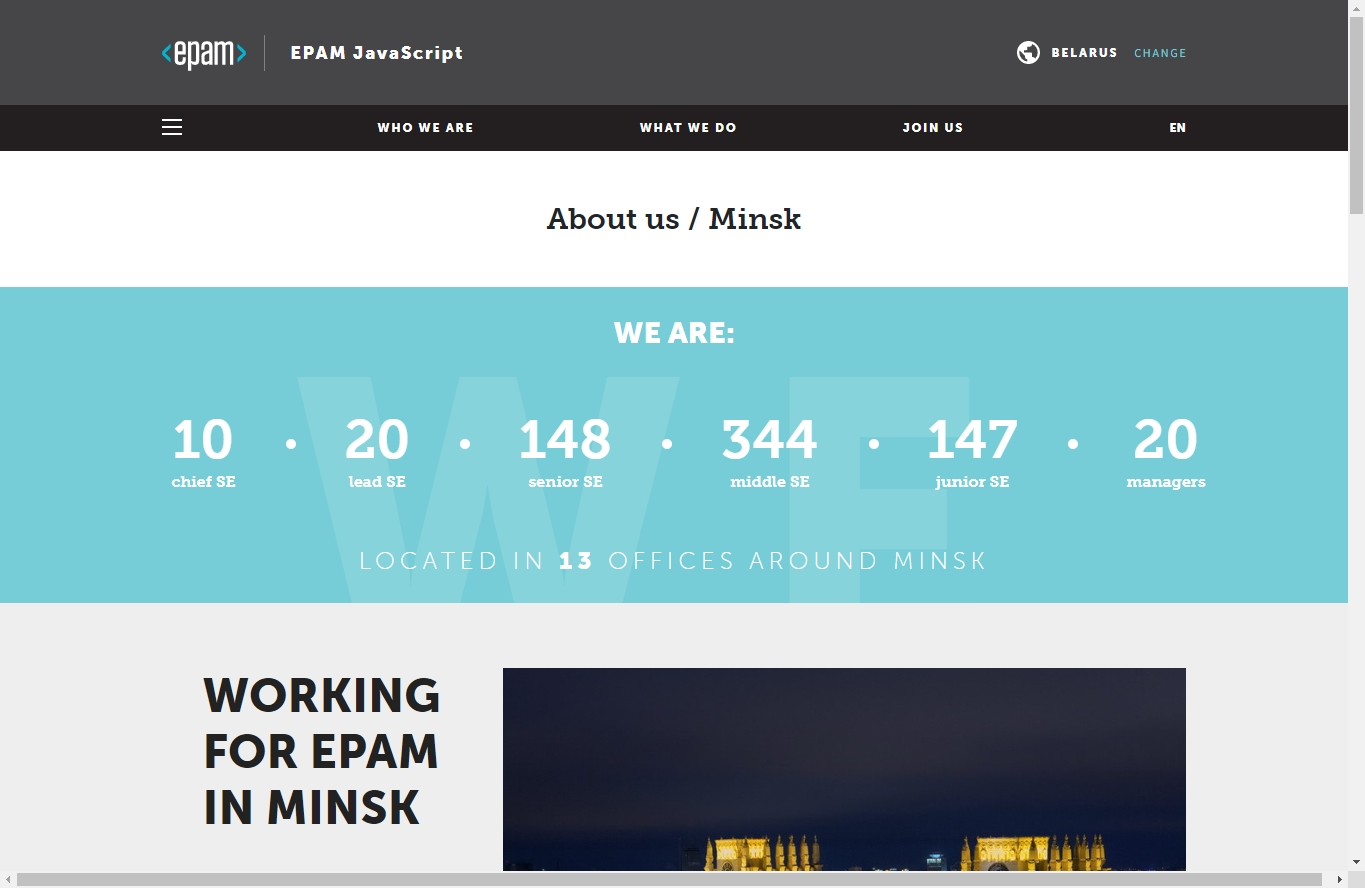 <epam>
EPAM JavaScript
BELARUS CHANGE
WHO WE ARE WHAT WE DO JOIN US EN
About us / Minsk
WE ARE:
10 • 20 • 148 • 344 • 147 • 20
chief SE lead SE senior SE middle SE junior SE managers
LOCATED IN 13 OFFICES AROUND MINSK
WORKING
FOR EPAM
IN MINSK